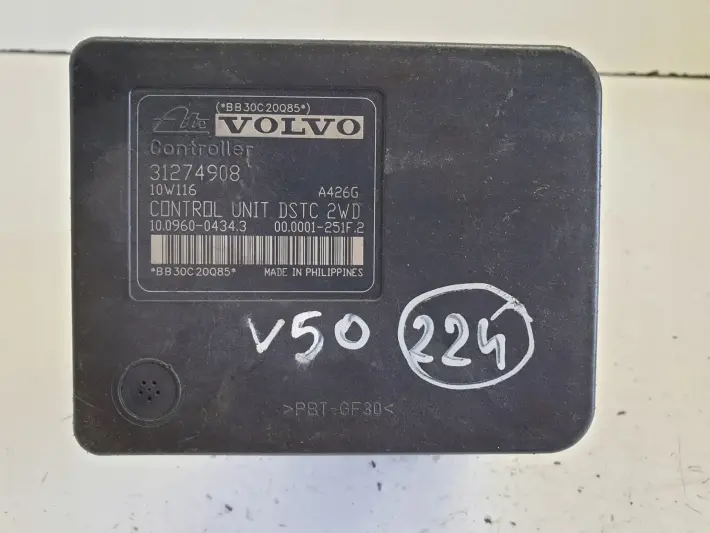 (*BB30C20Q85*)
Ate VOLVO
Controller
31274908
10W116 A426G
CONTROL UNIT DSTC 2WD
10.0960-0434.3 00.0001-251F.2
*BB30C20Q85* MADE IN PHILIPPINES
V50 224
>PBT-GF30<